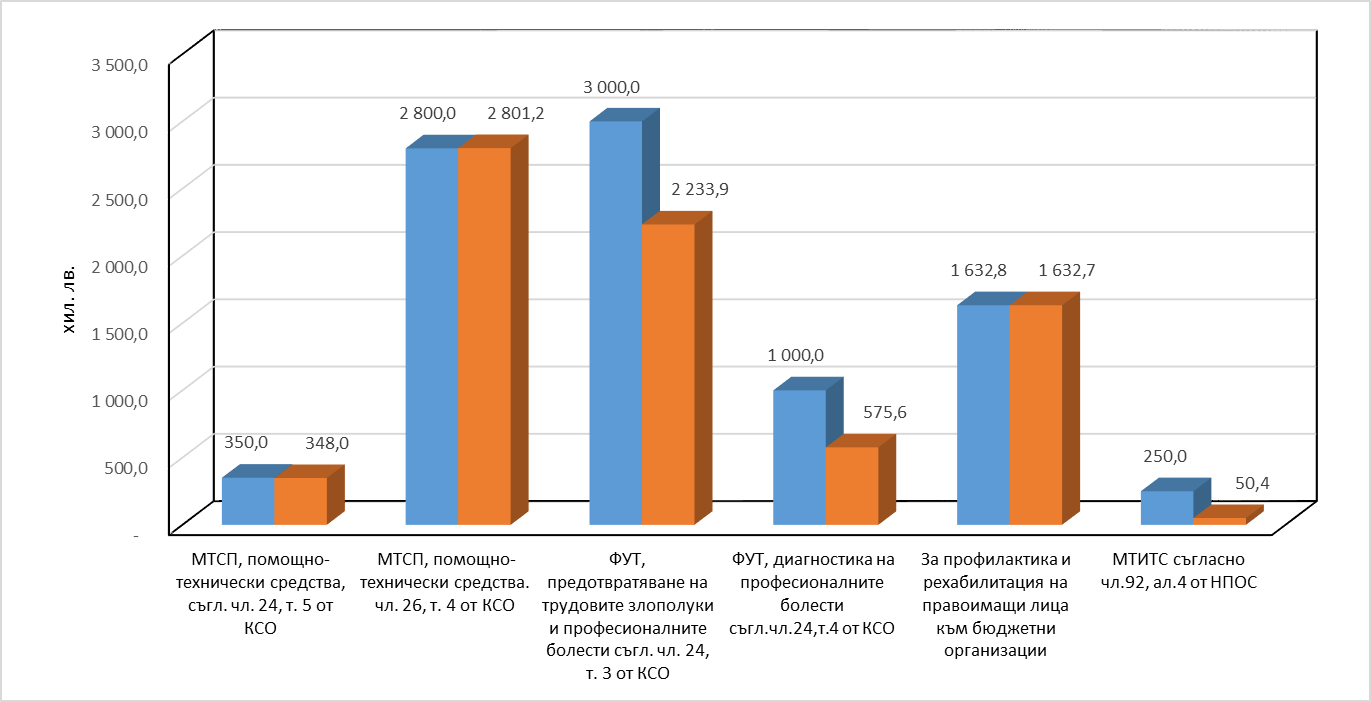 3 500,0
3 000,0
2 500,0
2 000,0
1 500,0
1 000,0
500,0
-
хил. лв.
350,0
348,0
2 800,0
2 801,2
3 000,0
2 233,9
1 000,0
575,6
1 632,8
1 632,7
250,0
50,4
МТСП, помощно-
технически средства,
съгл. чл. 24, т. 5 от
КСО
МТСП, помощно-
технически средства.
чл. 26, т. 4 от КСО
ФУТ,
предотвратяване на
трудовите злополуки
и професионалните
болести съгл. чл. 24,
т. 3 от КСО
ФУТ, диагностика на
професионалните
болести
съгл.чл.24,т.4 от КСО
За профилактика и
рехабилитация на
правоимащи лица
към бюджетни
организации
МТИТС съгласно
чл.92, ал.4 от НПОС